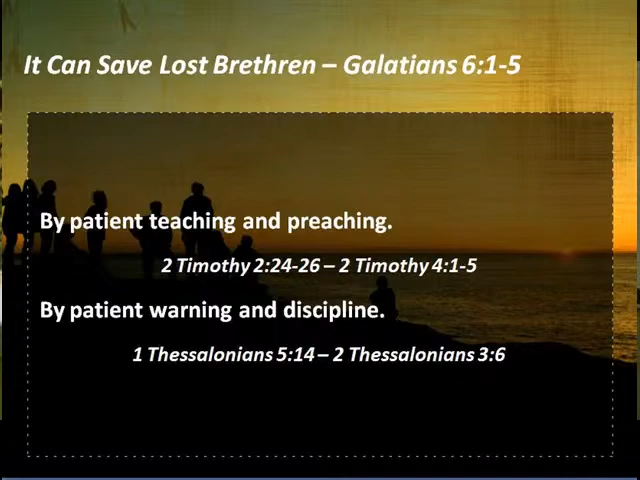 It Can Save Lost Brethren – Galatians 6:1-5
By patient teaching and preaching.
2 Timothy 2:24-26 – 2 Timothy 4:1-5
By patient warning and discipline.
1 Thessalonians 5:14 – 2 Thessalonians 3:6